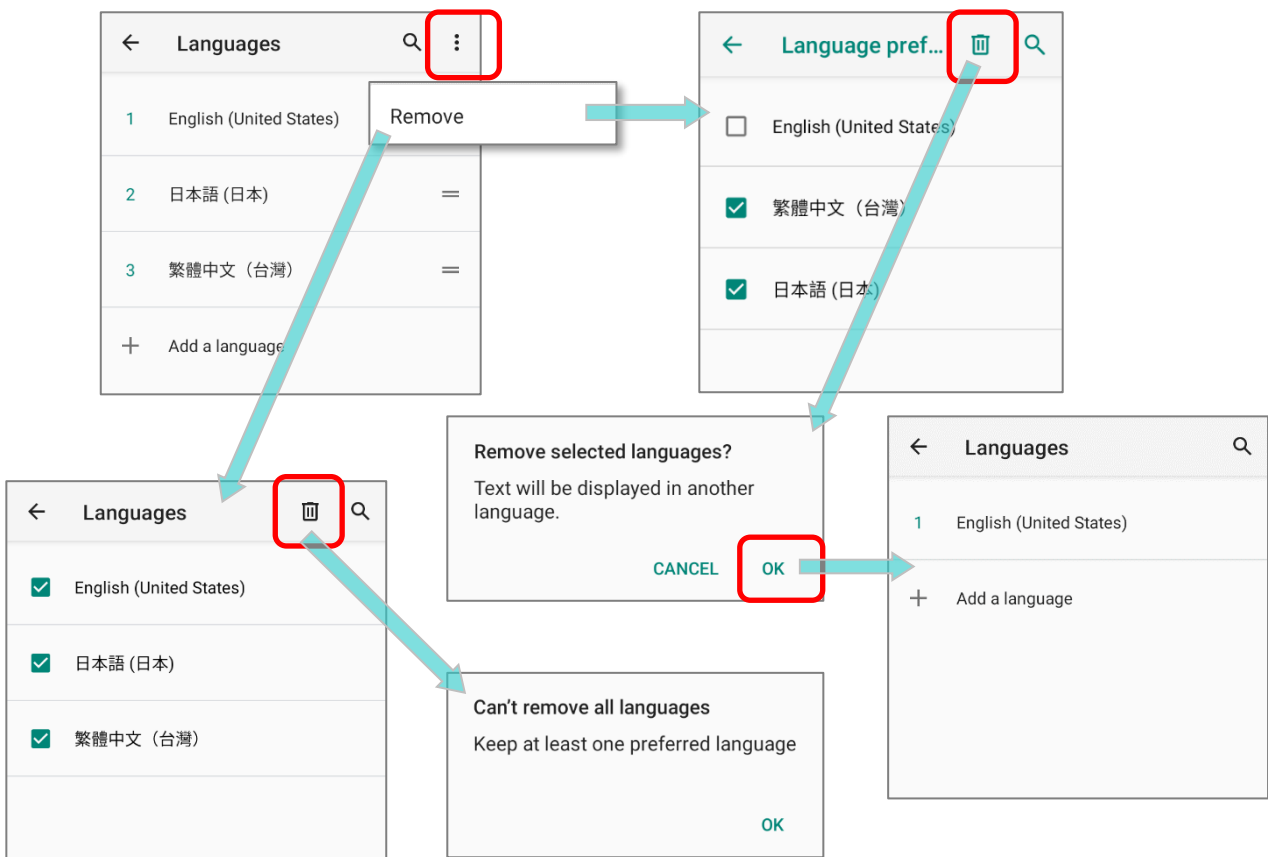 Languages
1 English (United States)
2 日本語 (日本)
3 繁體中文（台灣）
Add a language
Remove
Language pref...
English (United States)
繁體中文（台灣）
日本語 (日本)
Languages
English (United States)
日本語 (日本)
繁體中文（台灣）
Remove selected languages?
Text will be displayed in another
language.
CANCEL OK
Can't remove all languages
Keep at least one preferred language
OK
Languages
1 English (United States)
Add a language